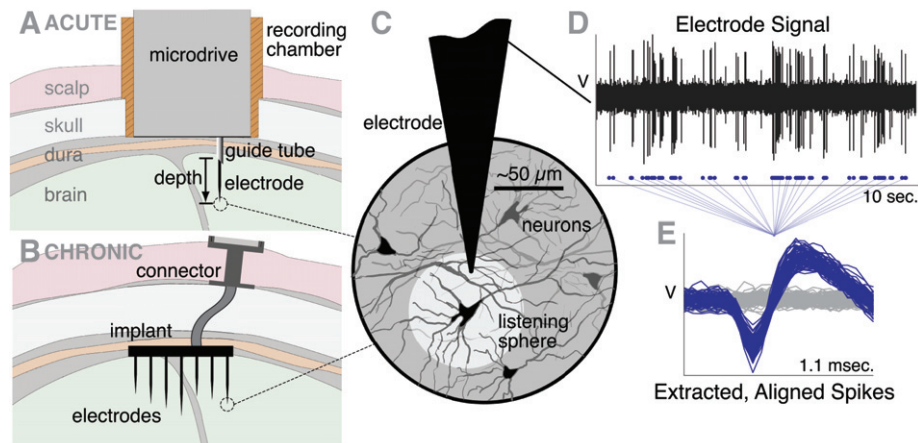 A ACUTE
microdrive
recording
chamber
scalp
skull
dura
brain
guide tube
depth
electrode
B CHRONIC
connector
implant
electrodes
C
electrode
~50 µm
neurons
listening
sphere
D
Electrode Signal
V
10 sec.
E
V
1.1 msec.
Extracted, Aligned Spikes